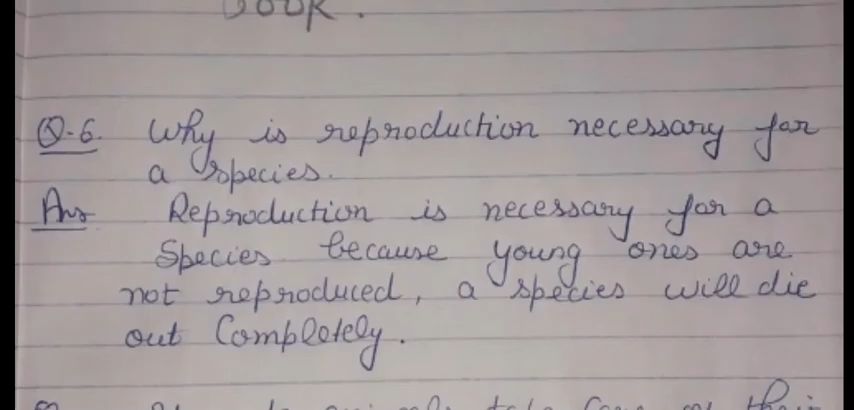 book.
Q-6. Why is reproduction necessary for
a species.
Ans Reproduction is necessary for a
Species because young ones are
not reproduced, a species will die
out Completely.